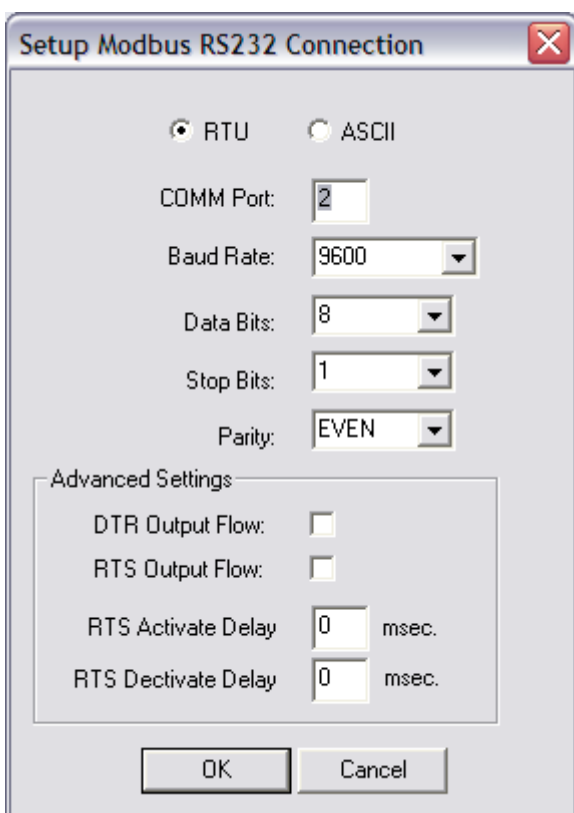 Setup Modbus RS232 Connection
RTU ASCII
COMM Port: 2
Baud Rate: 9600
Data Bits: 8
Stop Bits: 1
Parity: EVEN
Advanced Settings
DTR Output Flow:
RTS Output Flow:
RTS Activate Delay 0 msec.
RTS Dectivate Delay 0 msec.
OK Cancel